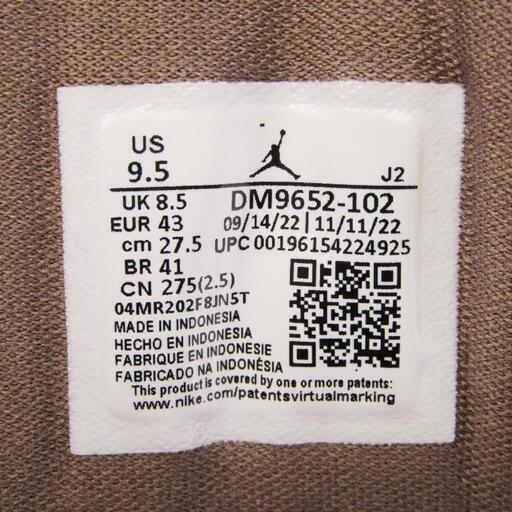 US
9.5
J2
UK 8.5
EUR 43
cm 27.5
BR 41
CN 275(2.5)
DM9652-102
09/14/22 | 11/11/22
UPC 00196154224925
04MR202F8JN5T
MADE IN INDONESIA
HECHO EN INDONESIA
FABRIQUE EN INDONESIE
FABRICADO NA INDONÉSIA
This product is covered by one or more patents:
www.nike.com/patentsvirtualmarking